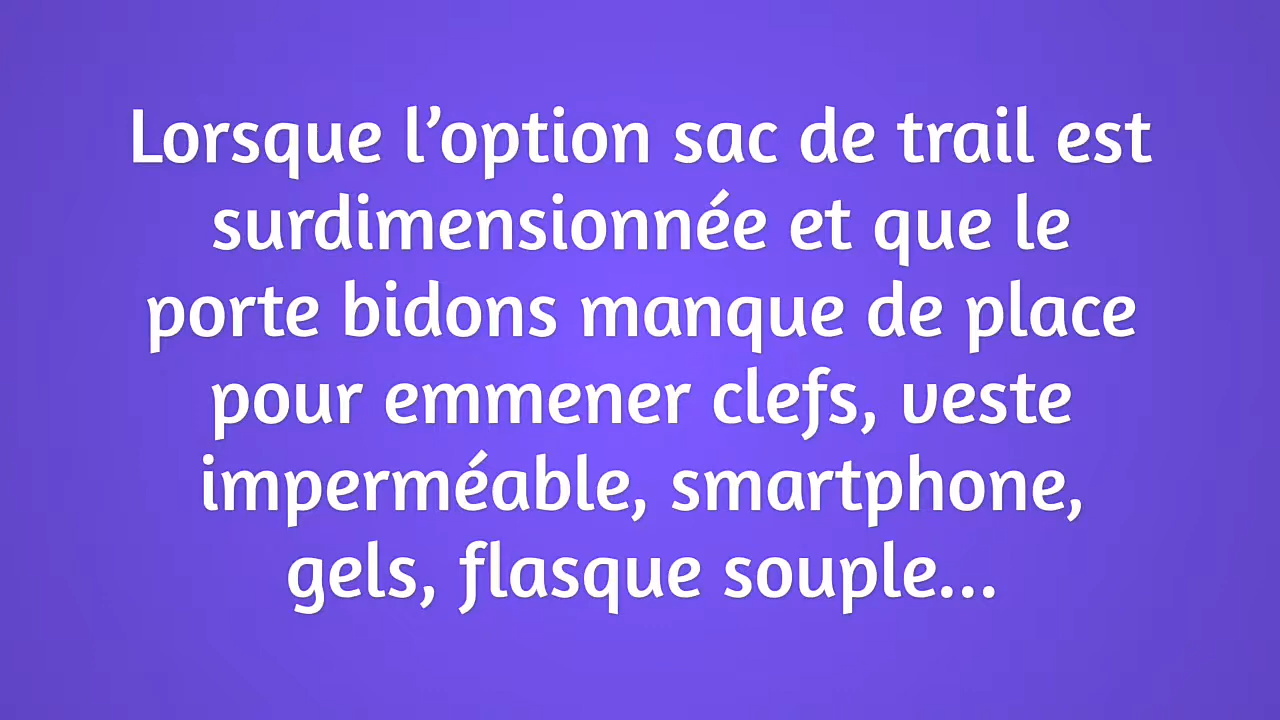 Lorsque l’option sac de trail est
surdimensionnée et que le
porte bidons manque de place
pour emmener clefs, veste
imperméable, smartphone,
gels, flasque souple...